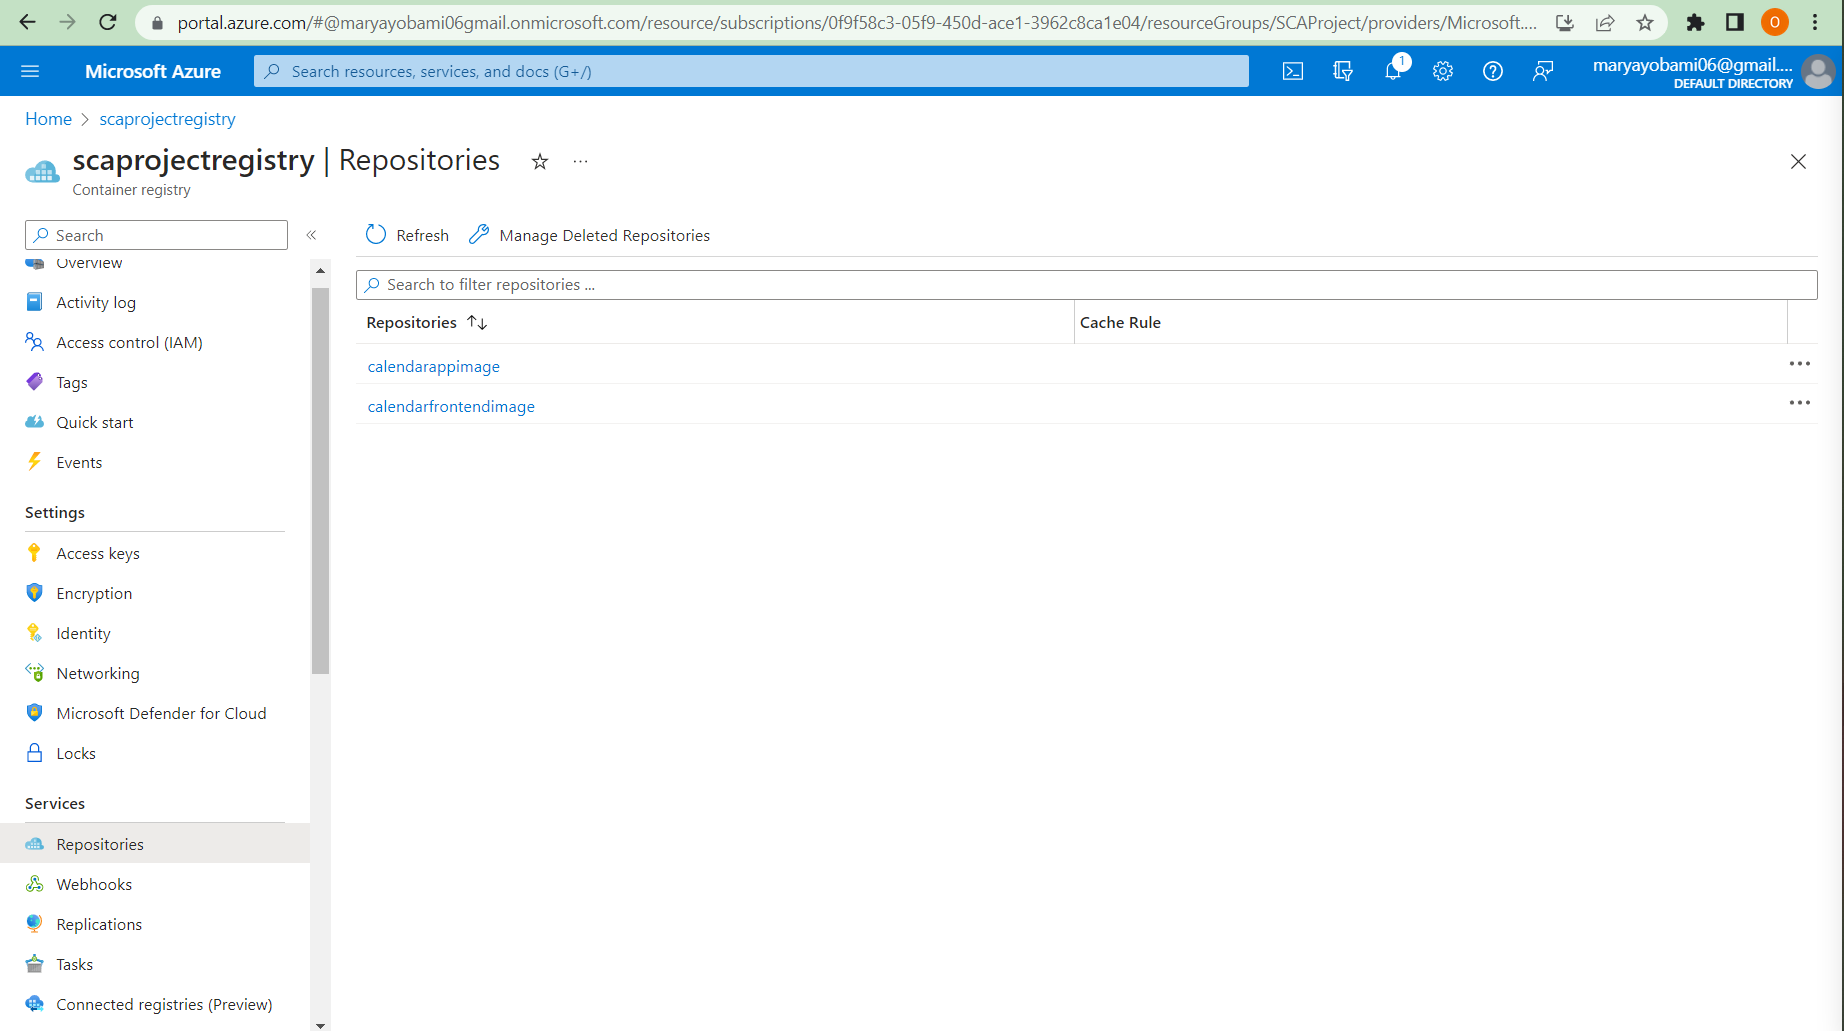 portal.azure.com/#@maryayobami06gmail.onmicrosoft.com/resource/subscriptions/0f9f58c3-05f9-450d-ace1-3962c8ca1e04/resourceGroups/SCAProject/providers/Microsoft....
O
Microsoft Azure
Search resources, services, and docs (G+/)
1
maryayobami06@gmail....
DEFAULT DIRECTORY
Home > scaprojectregistry
scaprojectregistry | Repositories
Container registry
Search
Overview
Activity log
Access control (IAM)
Tags
Quick start
Events
Settings
Access keys
Encryption
Identity
Networking
Microsoft Defender for Cloud
Locks
Services
Repositories
Webhooks
Replications
Tasks
Connected registries (Preview)
Refresh
Manage Deleted Repositories
Search to filter repositories ...
Repositories
Cache Rule
calendarappimage
calendarfrontendimage